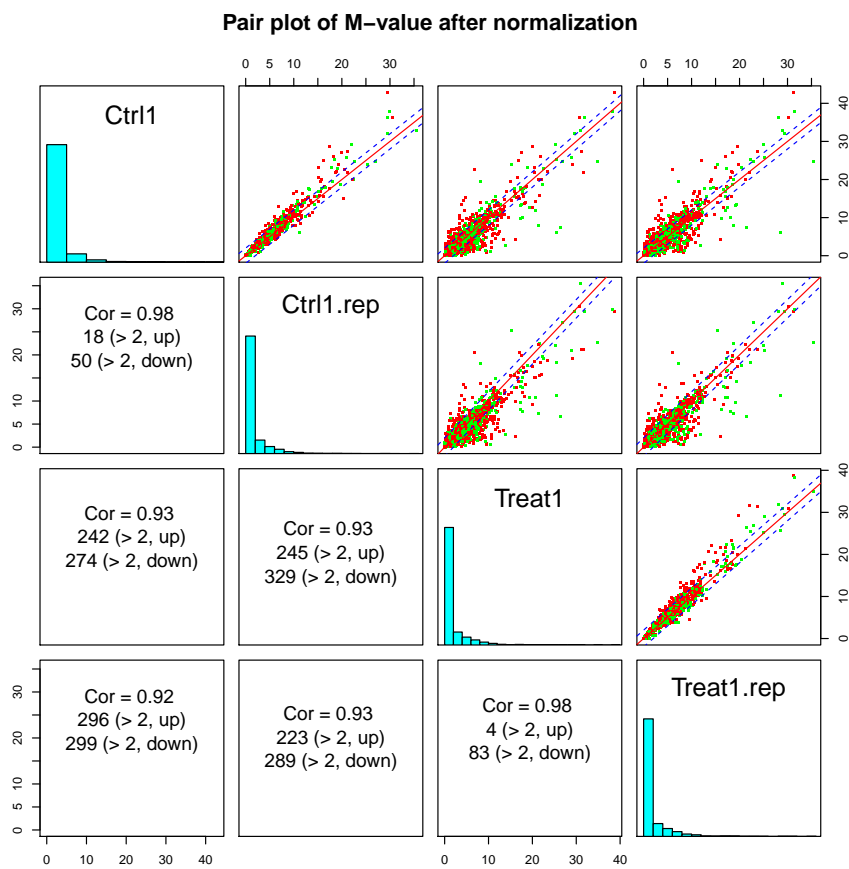 Pair plot of M−value after normalization
0 5 10 20 30
0 5 10 20 30
Ctrl1
0 10 20 30 40
0 5 10 20 30
Cor = 0.98
18 (> 2, up)
50 (> 2, down)
Ctrl1.rep
Cor = 0.93
242 (> 2, up)
274 (> 2, down)
Cor = 0.93
245 (> 2, up)
329 (> 2, down)
Treat1
0 10 20 30 40
0 5 10 20 30
Cor = 0.92
296 (> 2, up)
299 (> 2, down)
Cor = 0.93
223 (> 2, up)
289 (> 2, down)
Cor = 0.98
4 (> 2, up)
83 (> 2, down)
Treat1.rep
0 10 20 30 40
0 10 20 30 40